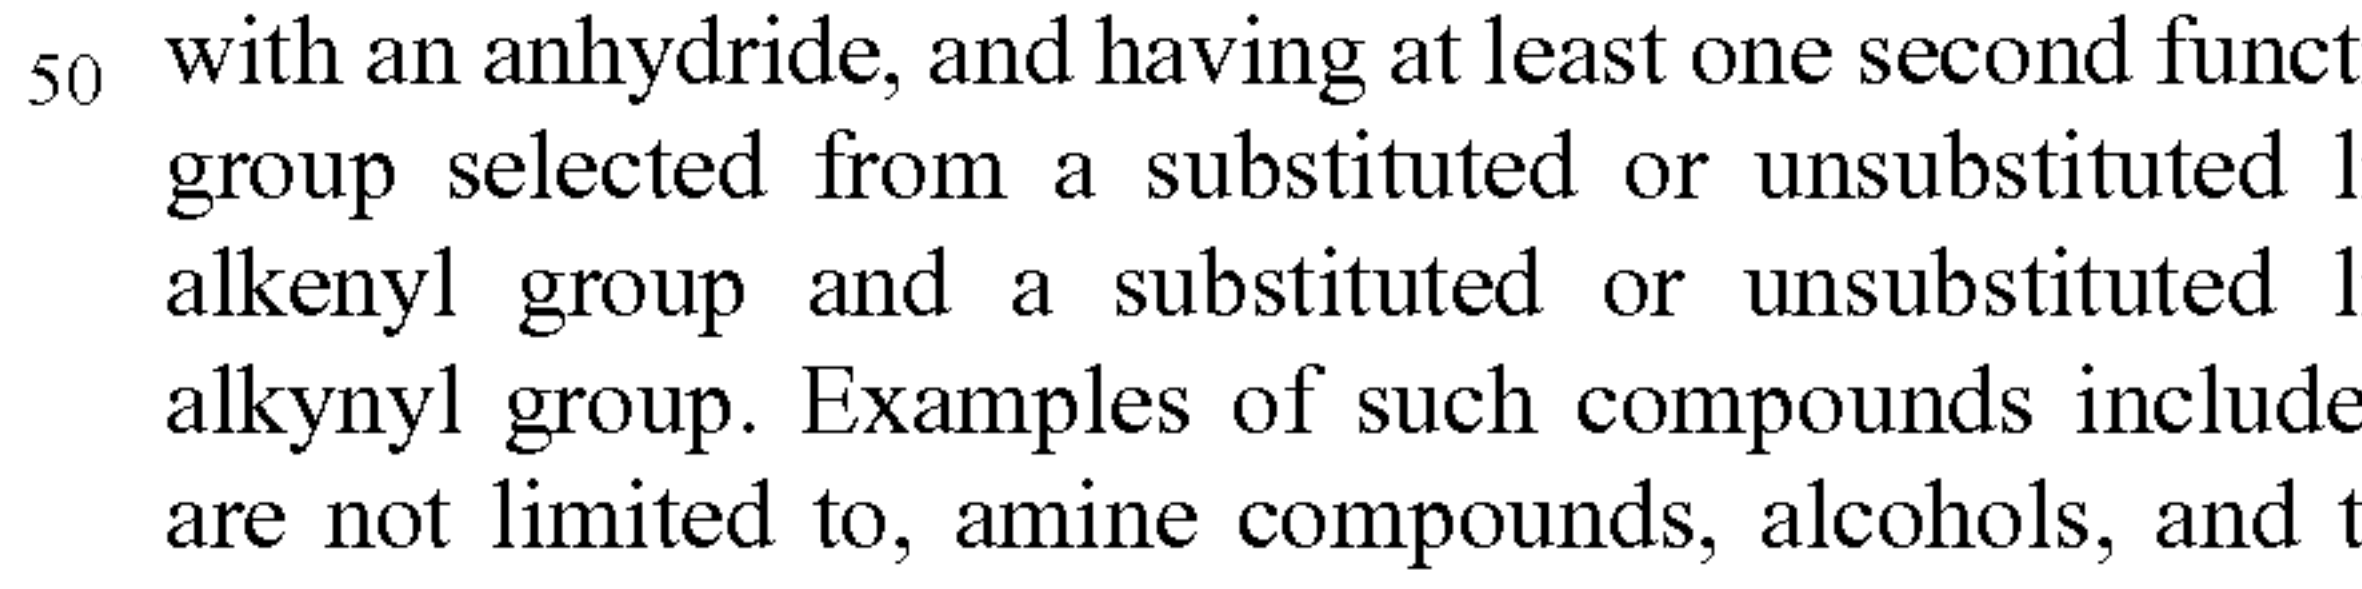 50 with an anhydride, and having at least one second funct
group selected from a substituted or unsubstituted
alkenyl group and a substituted or unsubstituted
alkynyl group. Examples of such compounds include
are not limited to, amine compounds, alcohols, and